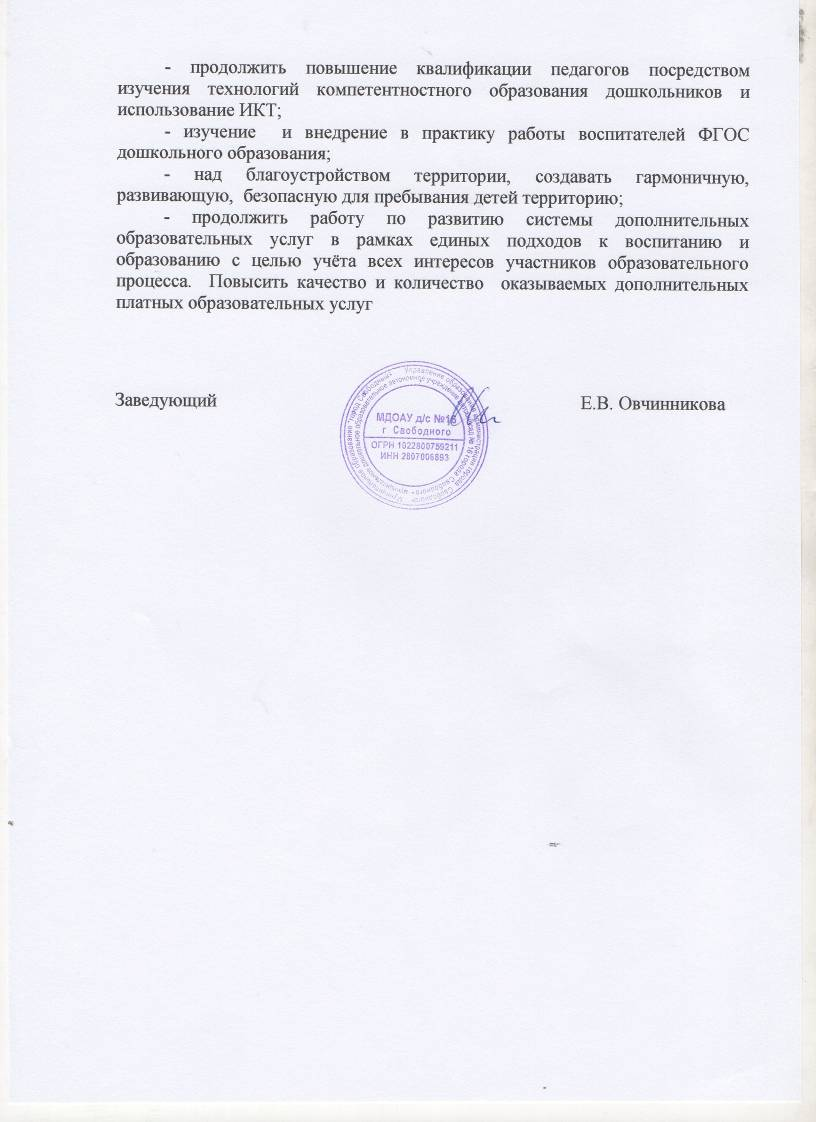 - продолжить повышение квалификации педагогов посредством
изучения технологий компетентностного образования дошкольников и
использование ИКТ;
- изучение и внедрение в практику работы воспитателей ФГОС
дошкольного образования;
- над благоустройством территории, создавать гармоничную,
развивающую, безопасную для пребывания детей территорию;
- продолжить работу по развитию системы дополнительных
образовательных услуг в рамках единых подходов к воспитанию и
образованию с целью учёта всех интересов участников образовательного
процесса. Повысить качество и количество оказываемых дополнительных
платных образовательных услуг
Заведующий
МДОАУ д/с №16
г Свободного
ОГРН 1022800759211
ИНН 2807006893
Е.В. Овчинникова